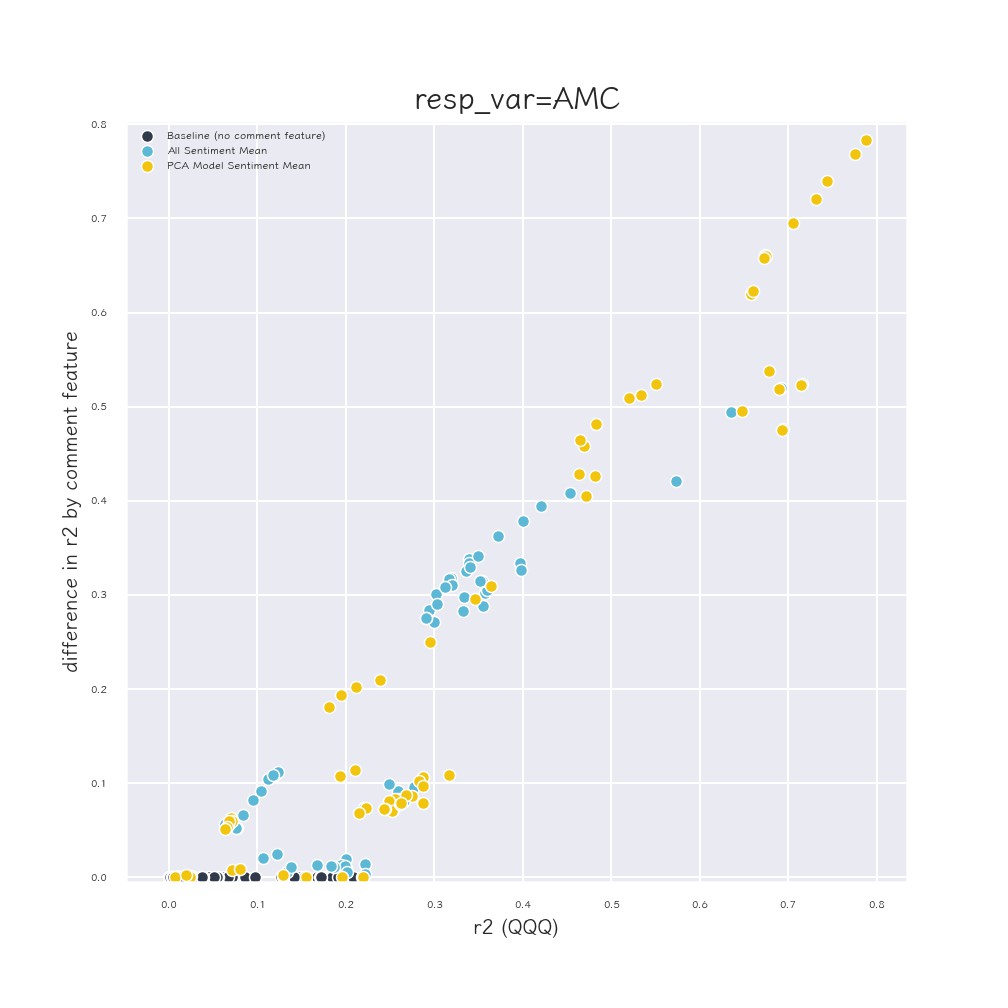 resp_var=AMC
Baseline (no comment feature)
All Sentiment Mean
PCA Model Sentiment Mean
difference in r2 by comment feature
0.8
0.7
0.6
0.5
0.4
0.3
0.2
0.1
0.0
0.0 0.1 0.2 0.3 0.4 0.5 0.6 0.7 0.8
r2 (QQQ)